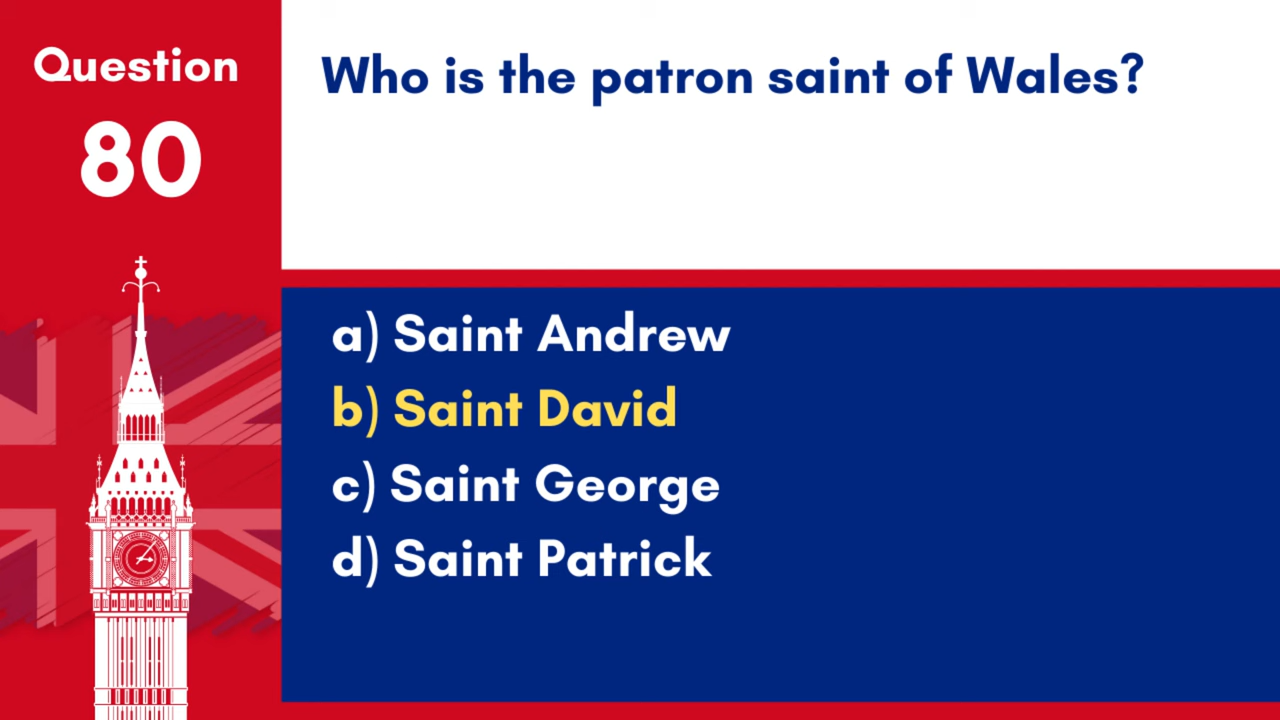 Question
80
Who is the patron saint of Wales?
a) Saint Andrew
b) Saint David
c) Saint George
d) Saint Patrick